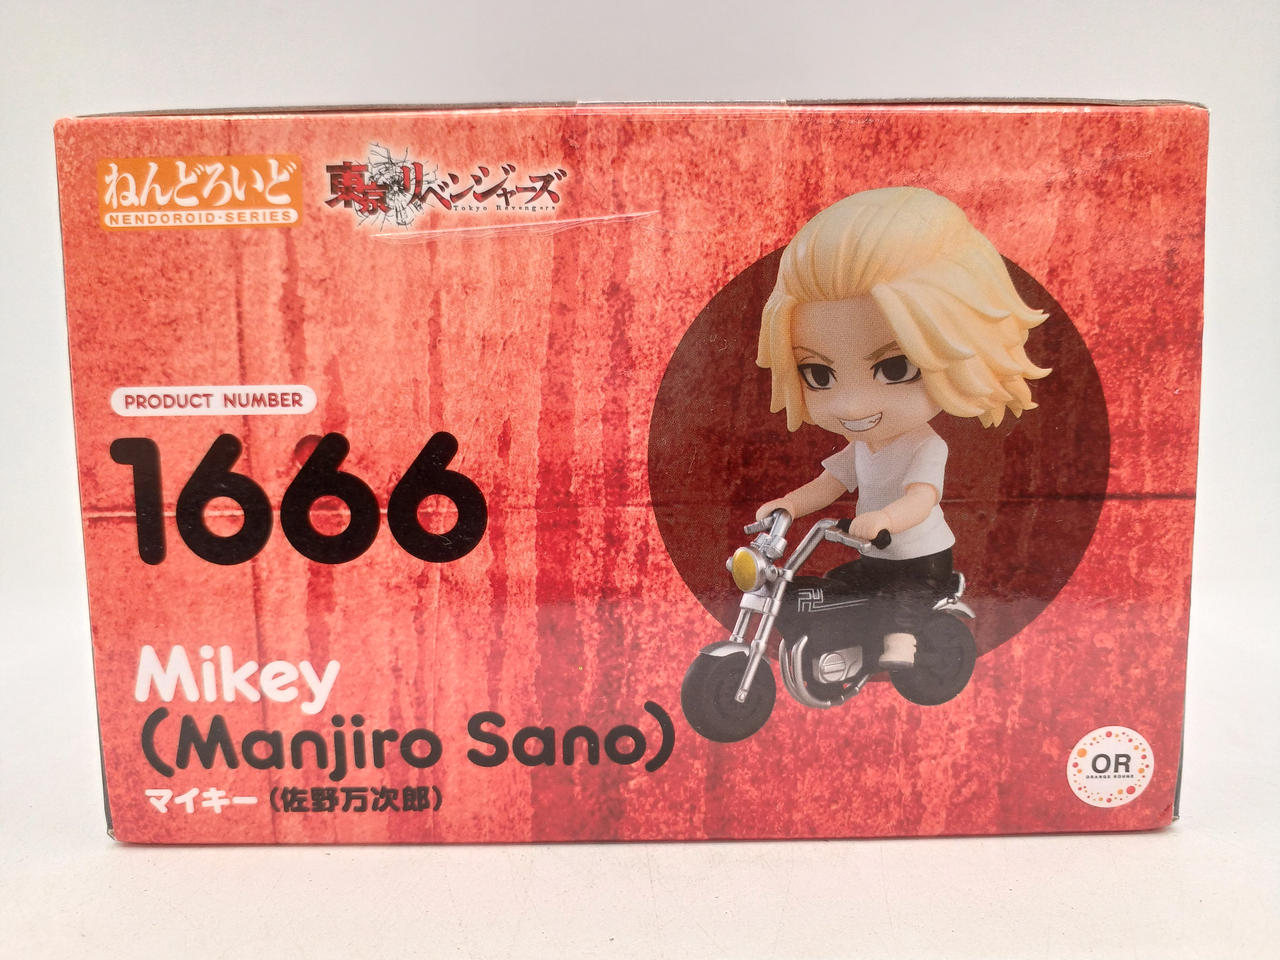 ねんどろいど
NENDOROID・SERIES
東京リベンジャーズ
Tokyo Revengers
PRODUCT NUMBER
1666
Mikey
(Manjiro Sano)
マイキー(佐野万次郎)
卍
OR
ORANGE ROUGE